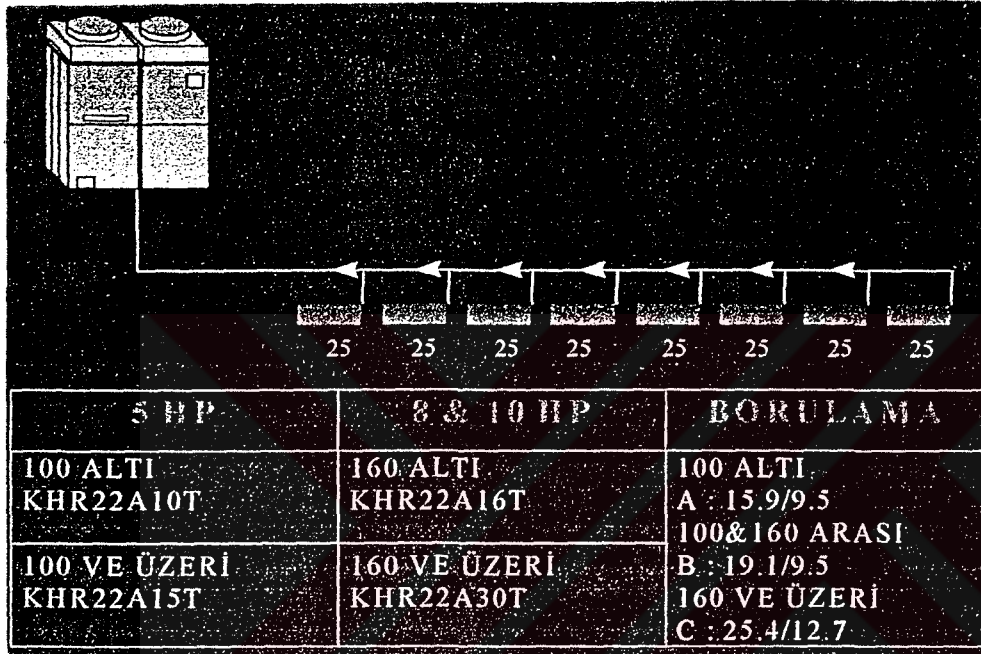 25 25 25 25 25 25 25 25
5 HP
8 & 10 HP
BORULAMA
100 ALTI
KHR22A10T
160 ALTI
KHR22A16T
100 ALTI
A : 15.9/9.5
100&160 ARASI
B : 19.1/9.5
160 VE ÜZERİ
C : 25.4/12.7
100 VE ÜZERİ
KHR22A15T
160 VE ÜZERİ
KHR22A30T